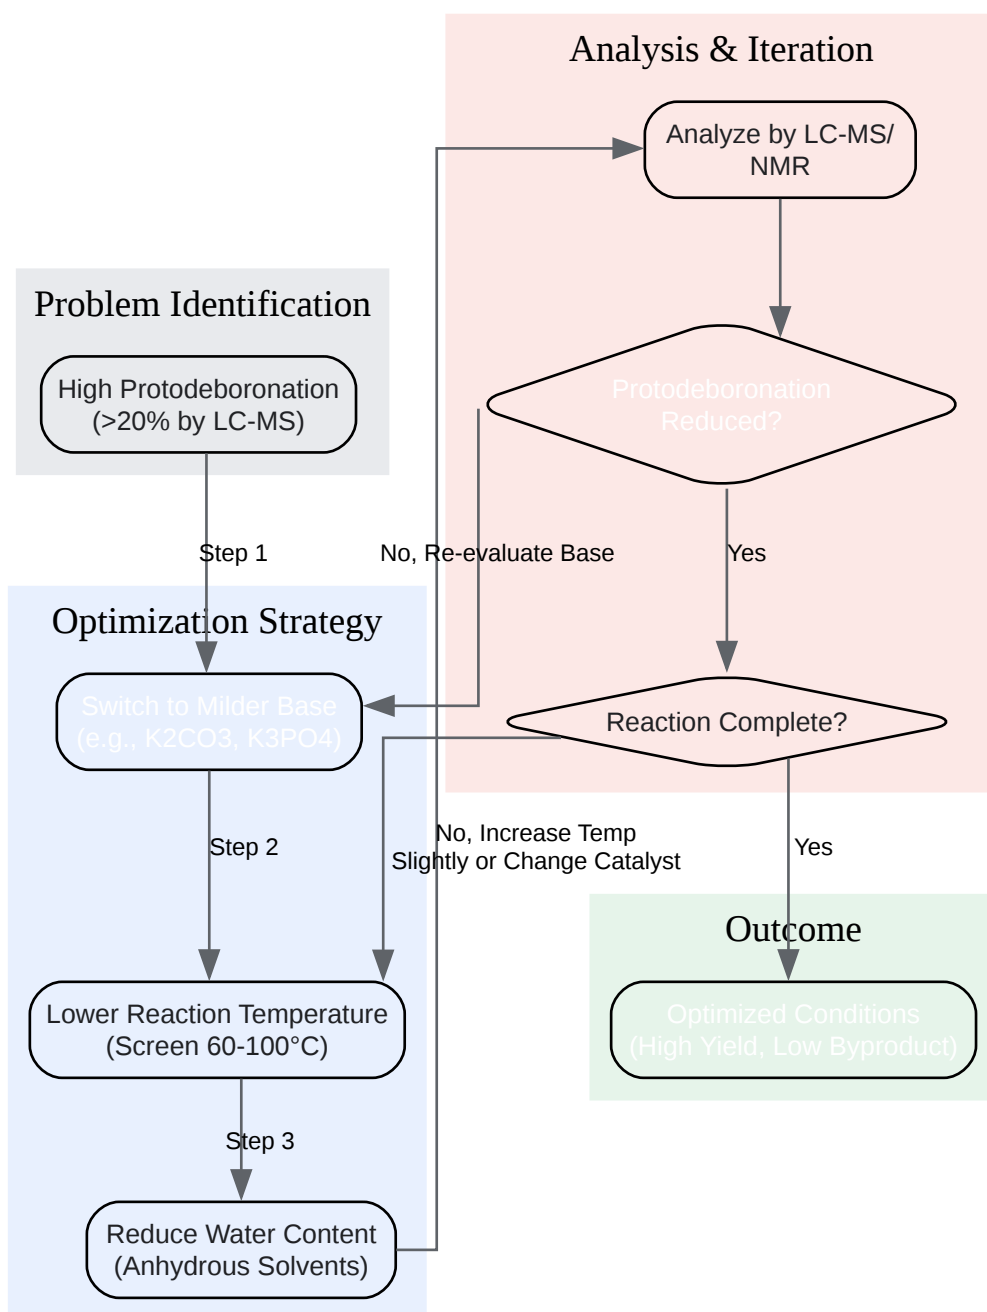 Analysis & Iteration
Analyze by LC-MS/
NMR
Problem Identification
High Protodeboronation
(>20% by LC-MS)
Protodeboronation
Reduced?
Step 1
No, Re-evaluate Base
Yes
Optimization Strategy
Switch to Milder Base
(e.g., K2CO3, K3PO4)
Reaction Complete?
Step 2
No, Increase Temp
Slightly or Change Catalyst
Yes
Outcome
Lower Reaction Temperature
(Screen 60-100°C)
Optimized Conditions
(High Yield, Low Byproduct)
Step 3
Reduce Water Content
(Anhydrous Solvents)